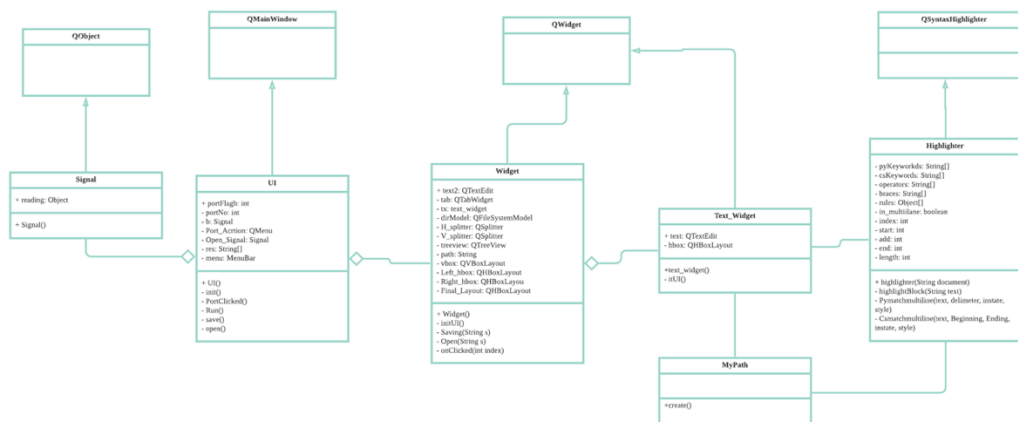 QObject
QMainWindow
QWidget
QSyntaxHighlighter
Signal
+ reading: Object
+ Signal()
UI
+ portFlagh: int
- portNo: int
- b: Signal
- Port_Acrtion: QMenu
- Open_Signal: Signal
- res: String[]
- menu: MenuBar
+ UI()
- init()
- PortClicked()
- Run()
- save()
- open()
Widget
+ text2: QTextEdit
- tab: QTabWidget
- tx: text_widget
- dirModel: QFileSystemModel
- H_splitter: QSplitter
- V_splitter: QSplitter
- treeview: QTreeView
- path: String
- vbox: QVBoxLayout
- Left_hbox: QHBoxLayout
- Right_hbox: QHBoxLayou
- Final_Layout: QHBoxLayout
+ Widget()
- initUI()
- Saving(String s)
- Open(String s)
- onClicked(int index)
Text_Widget
+ text: QTextEdit
- hbox: QHBoxLayout
+text_widget()
- itUI()
MyPath
+create()
Highlighter
- pyKeyworkds: String[]
- csKeywords: String[]
- operators: String[]
- braces: String[]
- rules: Object[]
- in_multiilane: boolean
- index: int
- start: int
- add: int
- end: int
- length: int
+ highlighter(String document)
- highlightBlock(String text)
- Pymatchmultiline(text, delimeter, instate,
style)
- Csmatchmultiline(text, Beginning, Ending,
instate, style)